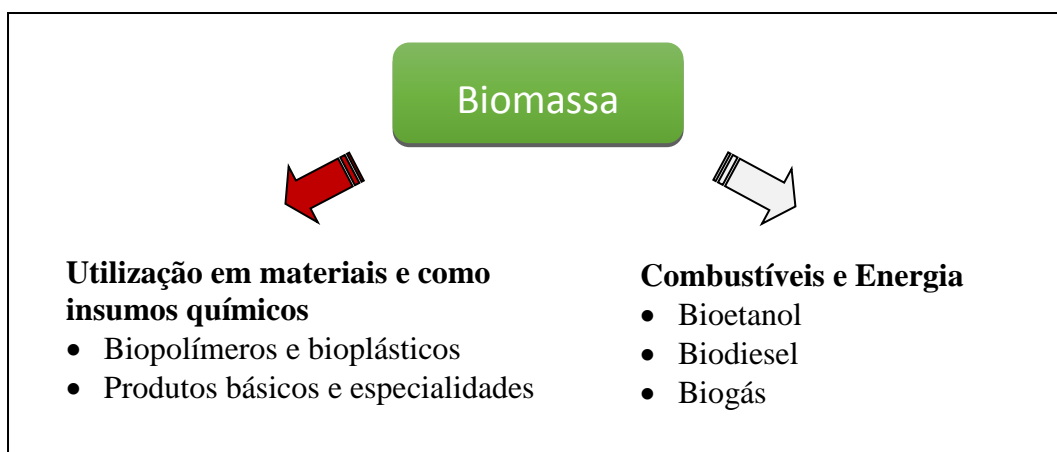 Biomassa
Utilização em materiais e como
insumos químicos
• Biopolímeros e bioplásticos
• Produtos básicos e especialidades
Combustíveis e Energia
• Bioetanol
• Biodiesel
• Biogás